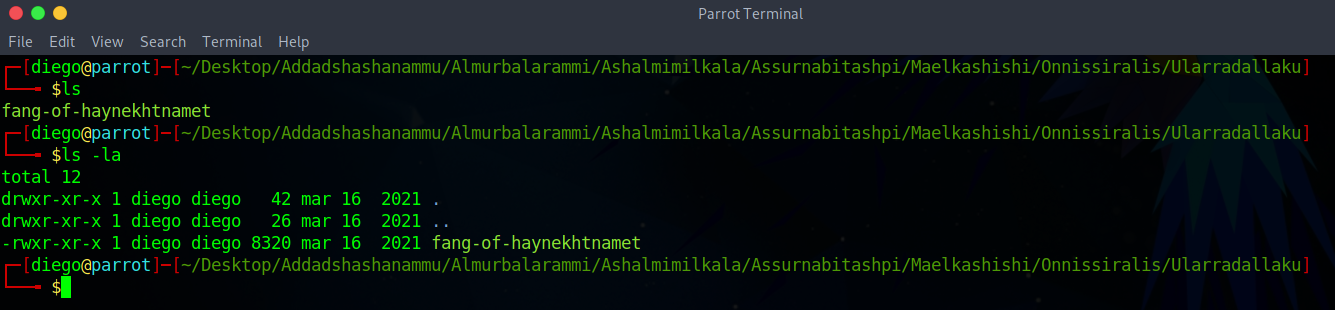 Parrot Terminal
File Edit View Search Terminal Help
┌─[diego@parrot]─[~/Desktop/Addadshashanammu/Almurbalarammi/Ashalmimilkala/Assurnabitashpi/Maelkashishi/Onnissiralis/Ularradallaku]
└──╼ $ls
fang-of-haynekhtnamet
┌─[diego@parrot]─[~/Desktop/Addadshashanammu/Almurbalarammi/Ashalmimilkala/Assurnabitashpi/Maelkashishi/Onnissiralis/Ularradallaku]
└──╼ $ls -la
total 12
drwxr-xr-x 1 diego diego   42 mar 16  2021 .
drwxr-xr-x 1 diego diego   26 mar 16  2021 ..
-rwxr-xr-x 1 diego diego 8320 mar 16  2021 fang-of-haynekhtnamet
┌─[diego@parrot]─[~/Desktop/Addadshashanammu/Almurbalarammi/Ashalmimilkala/Assurnabitashpi/Maelkashishi/Onnissiralis/Ularradallaku]
└──╼ $